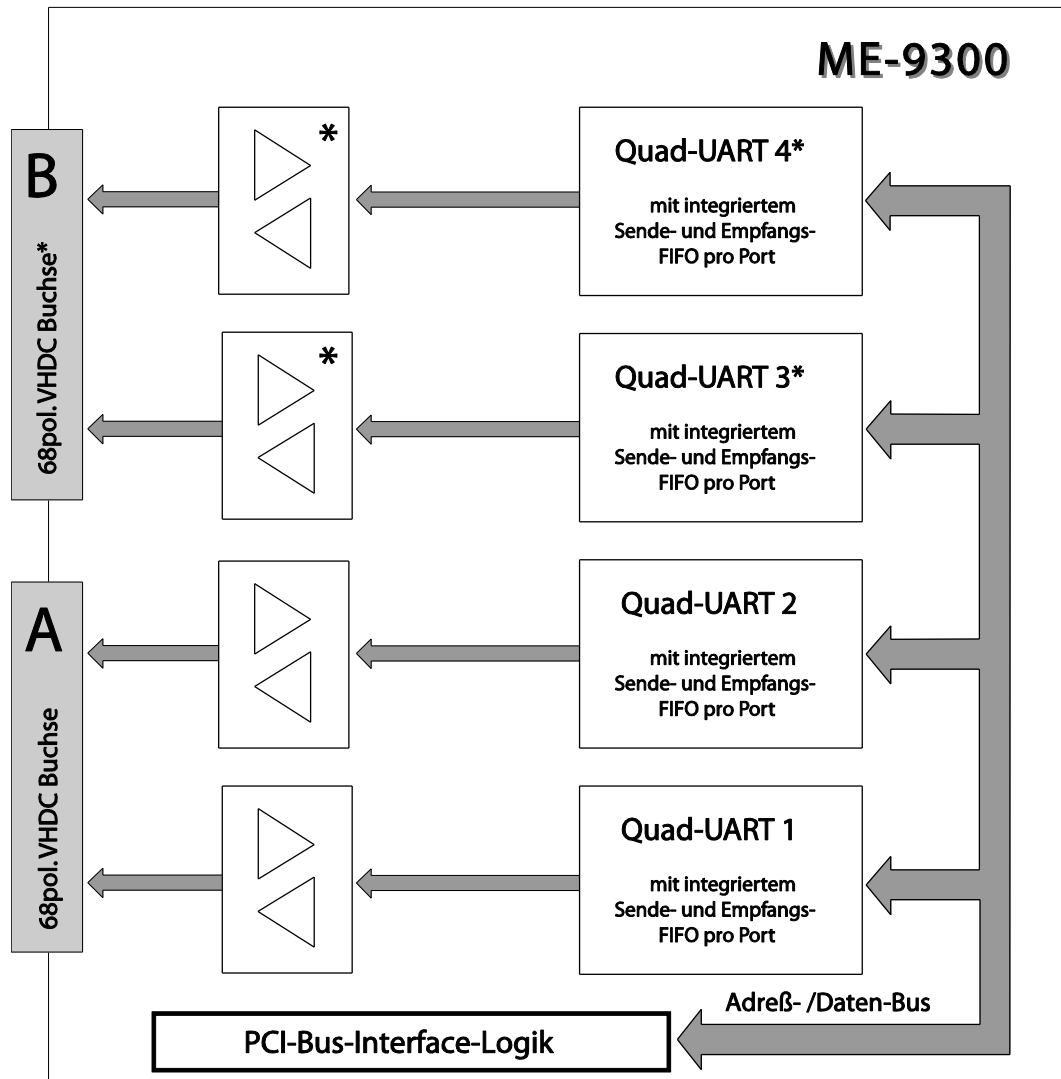 ME-9300
B
68pol. VHDC Buchse*
*
Quad-UART 4*
mit integriertem
Sende- und Empfangs-
FIFO pro Port
*
Quad-UART 3*
mit integriertem
Sende- und Empfangs-
FIFO pro Port
A
68pol. VHDC Buchse
Quad-UART 2
mit integriertem
Sende- und Empfangs-
FIFO pro Port
Quad-UART 1
mit integriertem
Sende- und Empfangs-
FIFO pro Port
Adreß- /Daten-Bus
PCI-Bus-Interface-Logik